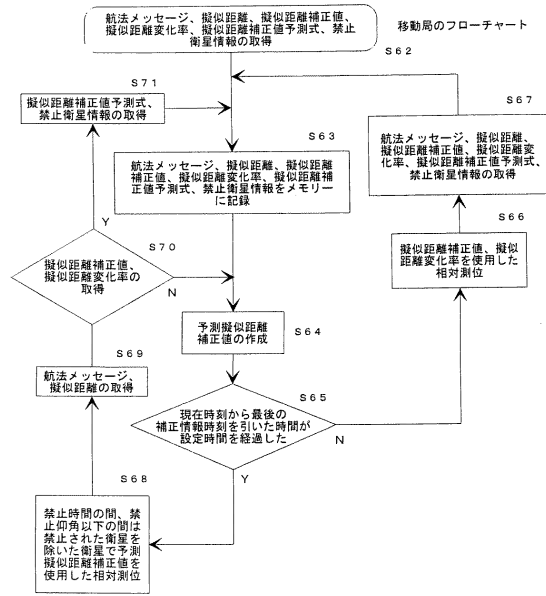 航法メッセージ、擬似距離、擬似距離補正値、
擬似距離変化率、擬似距離補正値予測式、禁止
衛星情報の取得
移動局のフローチャート
S62
S71
擬似距離補正値予測式、
禁止衛星情報の取得
S63
航法メッセージ、擬似距離、擬似距離
補正値、擬似距離変化率、擬似距離補
正値予測式、禁止衛星情報をメモリー
に記録
S67
航法メッセージ、擬似距離、
擬似距離補正値、擬似距離変
化率、擬似距離補正値予測式、
禁止衛星情報の取得
S66
擬似距離補正値、擬似
距離変化率を使用した
相対測位
Y
S70
擬似距離補正値、
擬似距離変化率の
取得
N
予測擬似距離
補正値の作成
S64
S69
航法メッセージ、
擬似距離の取得
S65
現在時刻から最後の
補正情報時刻を引いた時間が
設定時間を経過した
N
Y
S68
禁止時間の間、禁
止仰角以下の間は
禁止された衛星を
除いた衛星で予測
擬似距離補正値を
使用した相対測位